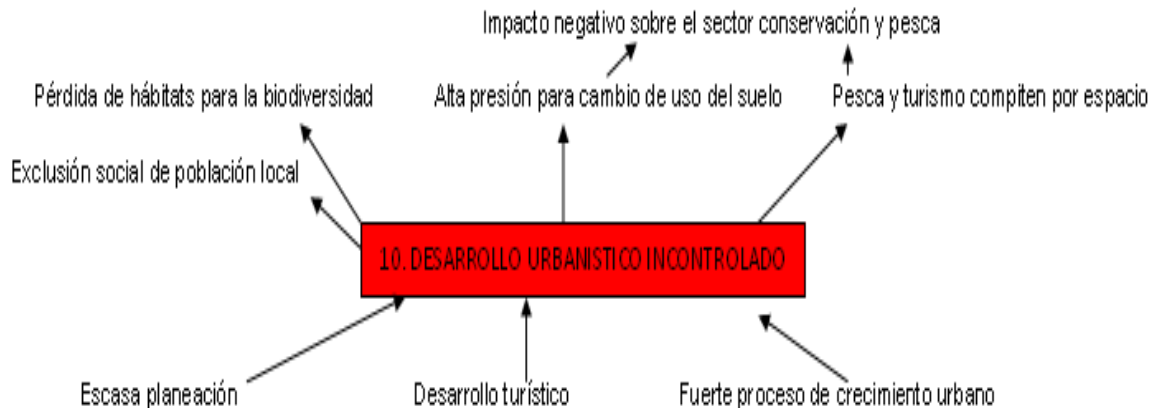 Impacto negativo sobre el sector conservación y pesca
Pérdida de hábitats para la biodiversidad
Alta presión para cambio de uso del suelo
Pesca y turismo compiten por espacio
Exclusión social de población local
10. DESARROLLO URBANISTICO INCONTROLADO
Escasa planeación
Desarrollo turístico
Fuerte proceso de crecimiento urbano